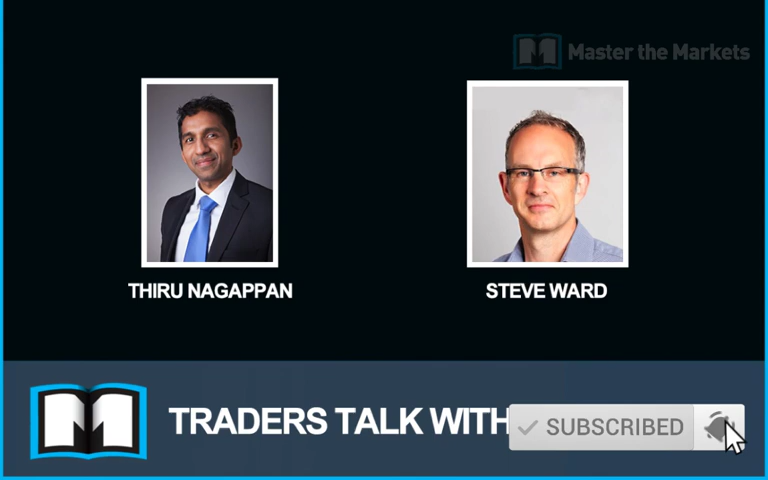 Master the Markets
THIRU NAGAPPAN
STEVE WARD
TRADERS TALK WITH
SUBSCRIBED